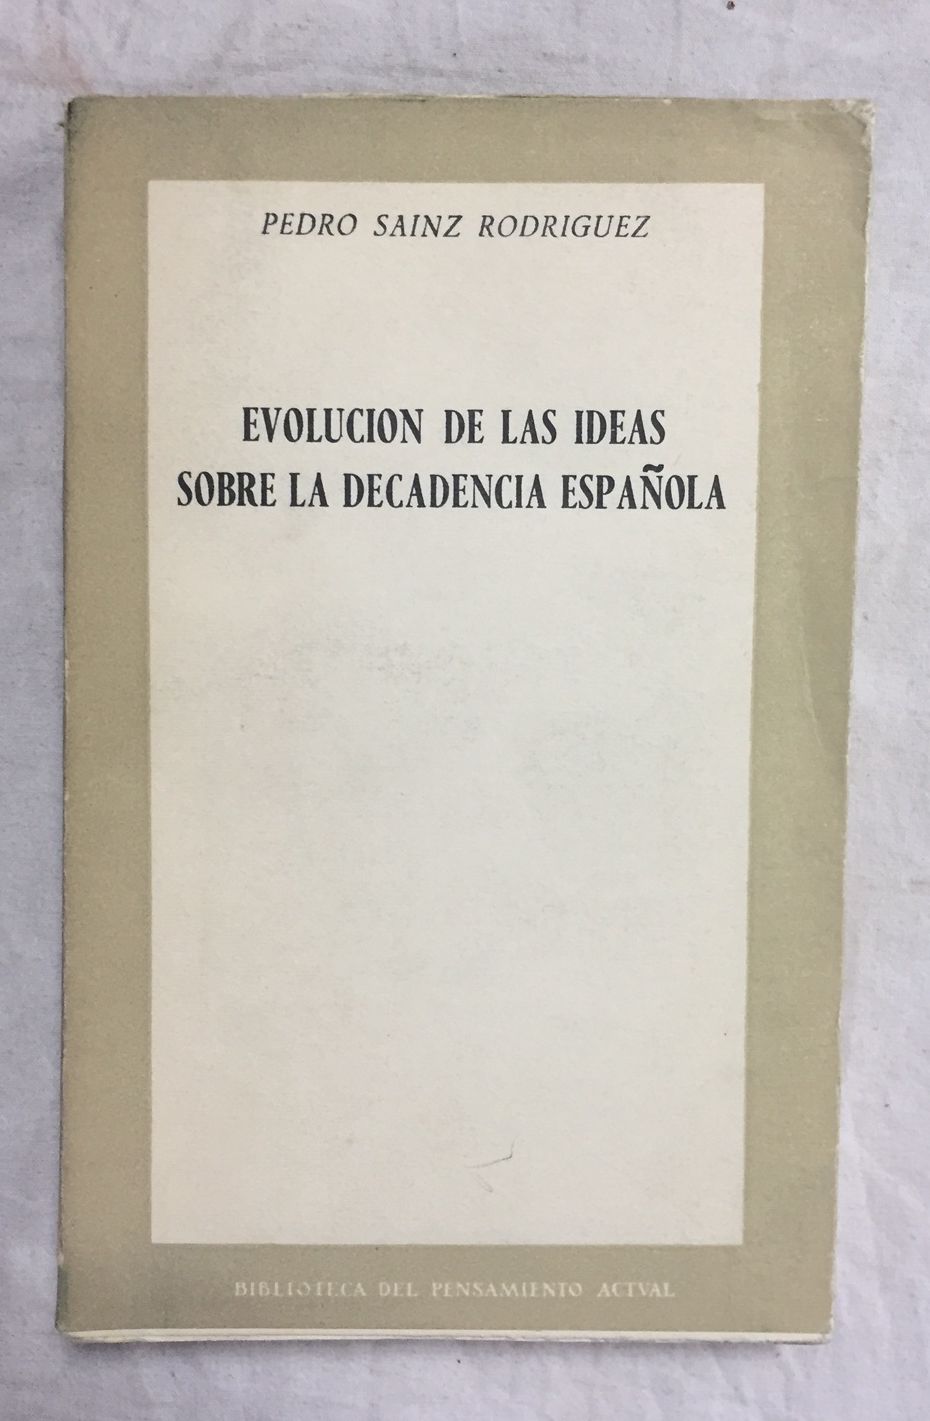 PEDRO SAINZ RODRIGUEZ
EVOLUCION DE LAS IDEAS
SOBRE LA DECADENCIA ESPAÑOLA
BIBLIOTECA DEL PENSAMIENTO ACTVAL